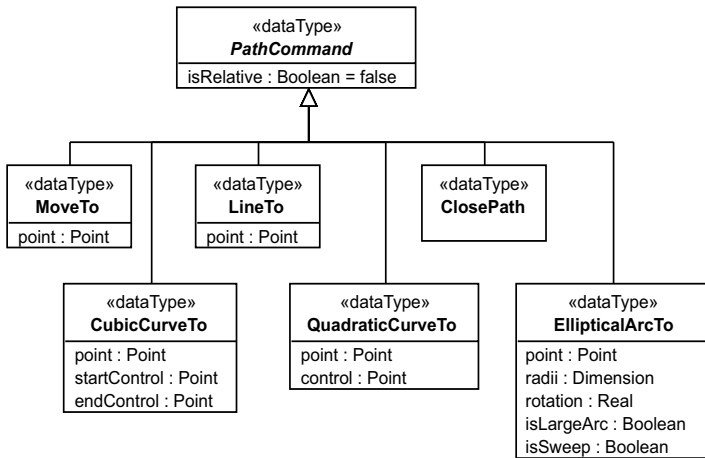 «dataType»
PathCommand
isRelative : Boolean = false
«dataType»
MoveTo
point : Point
«dataType»
LineTo
point : Point
«dataType»
ClosePath
«dataType»
CubicCurveTo
point : Point
startControl : Point
endControl : Point
«dataType»
QuadraticCurveTo
point : Point
control : Point
«dataType»
EllipticalArcTo
point : Point
radii : Dimension
rotation : Real
isLargeArc : Boolean
isSweep : Boolean